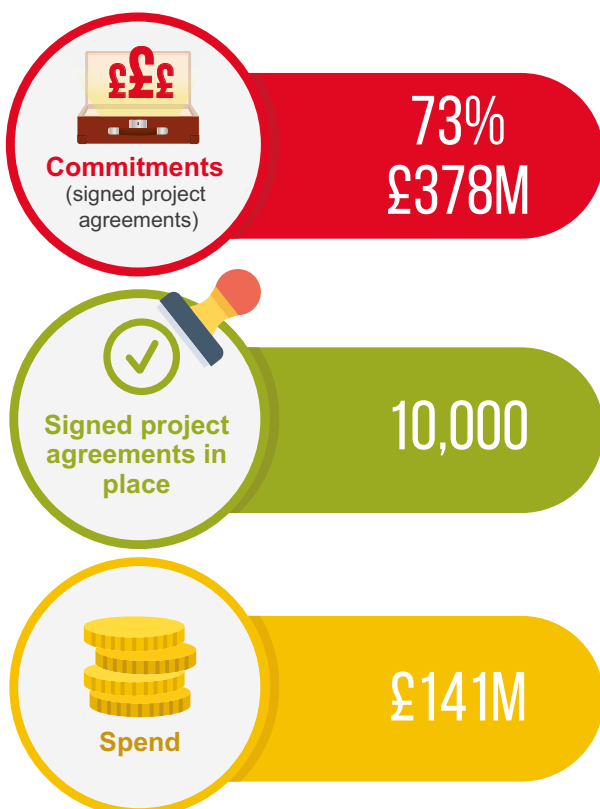 £££
Commitments
(signed project
agreements)
73%
£378M
Signed project
agreements in
place
10,000
Spend
£141M